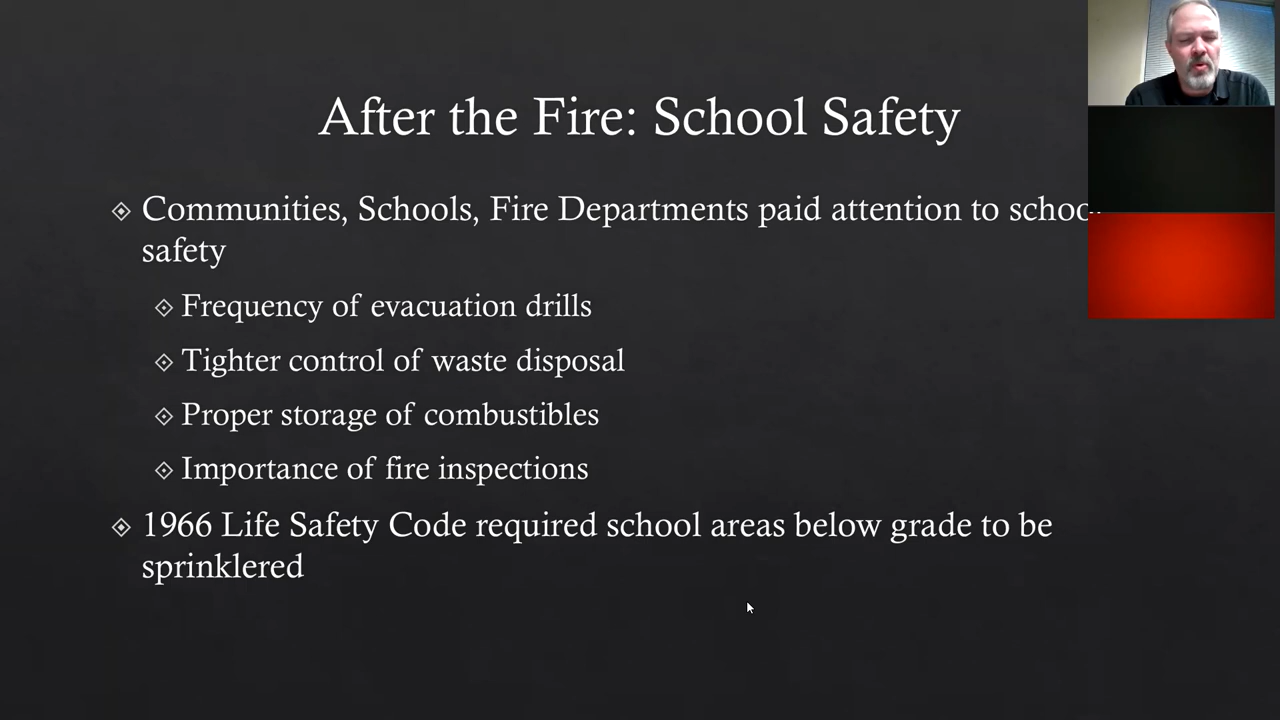 After the Fire: School Safety
Communities, Schools, Fire Departments paid attention to school
safety
Frequency of evacuation drills
Tighter control of waste disposal
Proper storage of combustibles
Importance of fire inspections
1966 Life Safety Code required school areas below grade to be
sprinklered